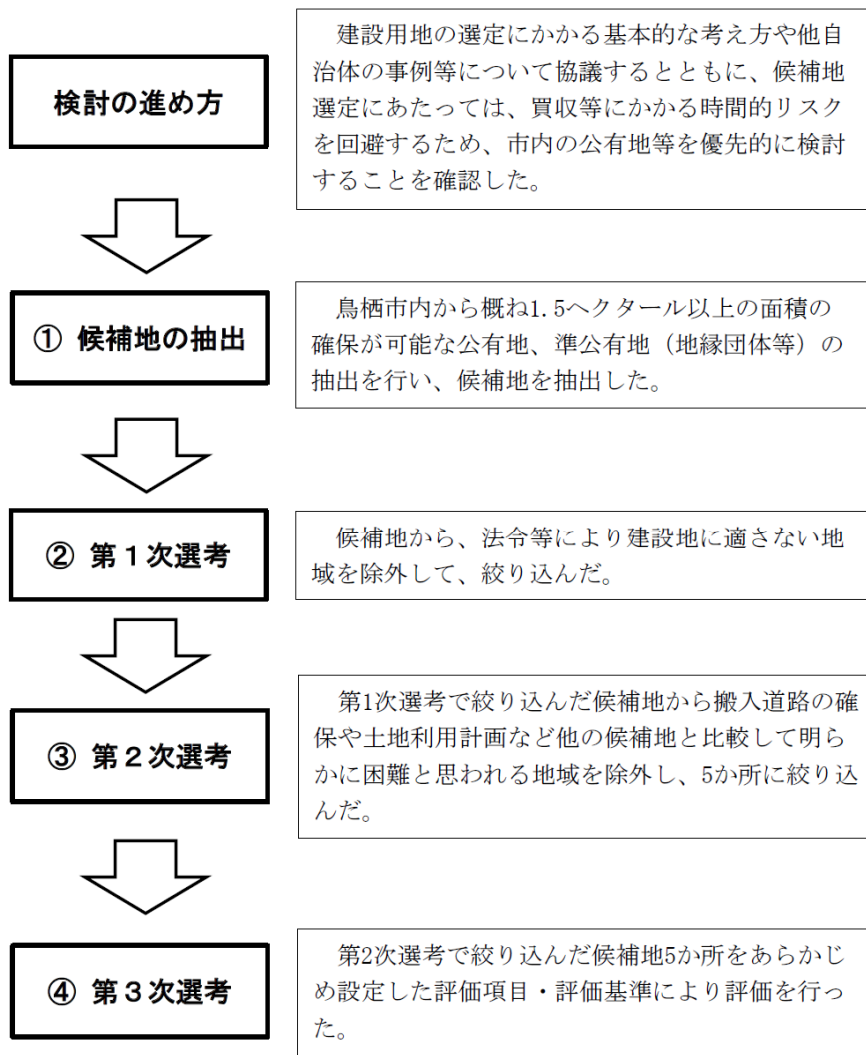 検討の進め方
建設用地の選定にかかる基本的な考え方や他自
治体の事例等について協議するとともに、候補地
選定にあたっては、買収等にかかる時間的リスク
を回避するため、市内の公有地等を優先的に検討
することを確認した。
① 候補地の抽出
鳥栖市内から概ね1.5ヘクタール以上の面積の
確保が可能な公有地、準公有地（地縁団体等）の
抽出を行い、候補地を抽出した。
② 第１次選考
候補地から、法令等により建設地に適さない地
域を除外して、絞り込んだ。
③ 第２次選考
第1次選考で絞り込んだ候補地から搬入道路の確
保や土地利用計画など他の候補地と比較して明ら
かに困難と思われる地域を除外し、5か所に絞り込
んだ。
④ 第３次選考
第2次選考で絞り込んだ候補地5か所をあらかじ
め設定した評価項目・評価基準により評価を行っ
た。